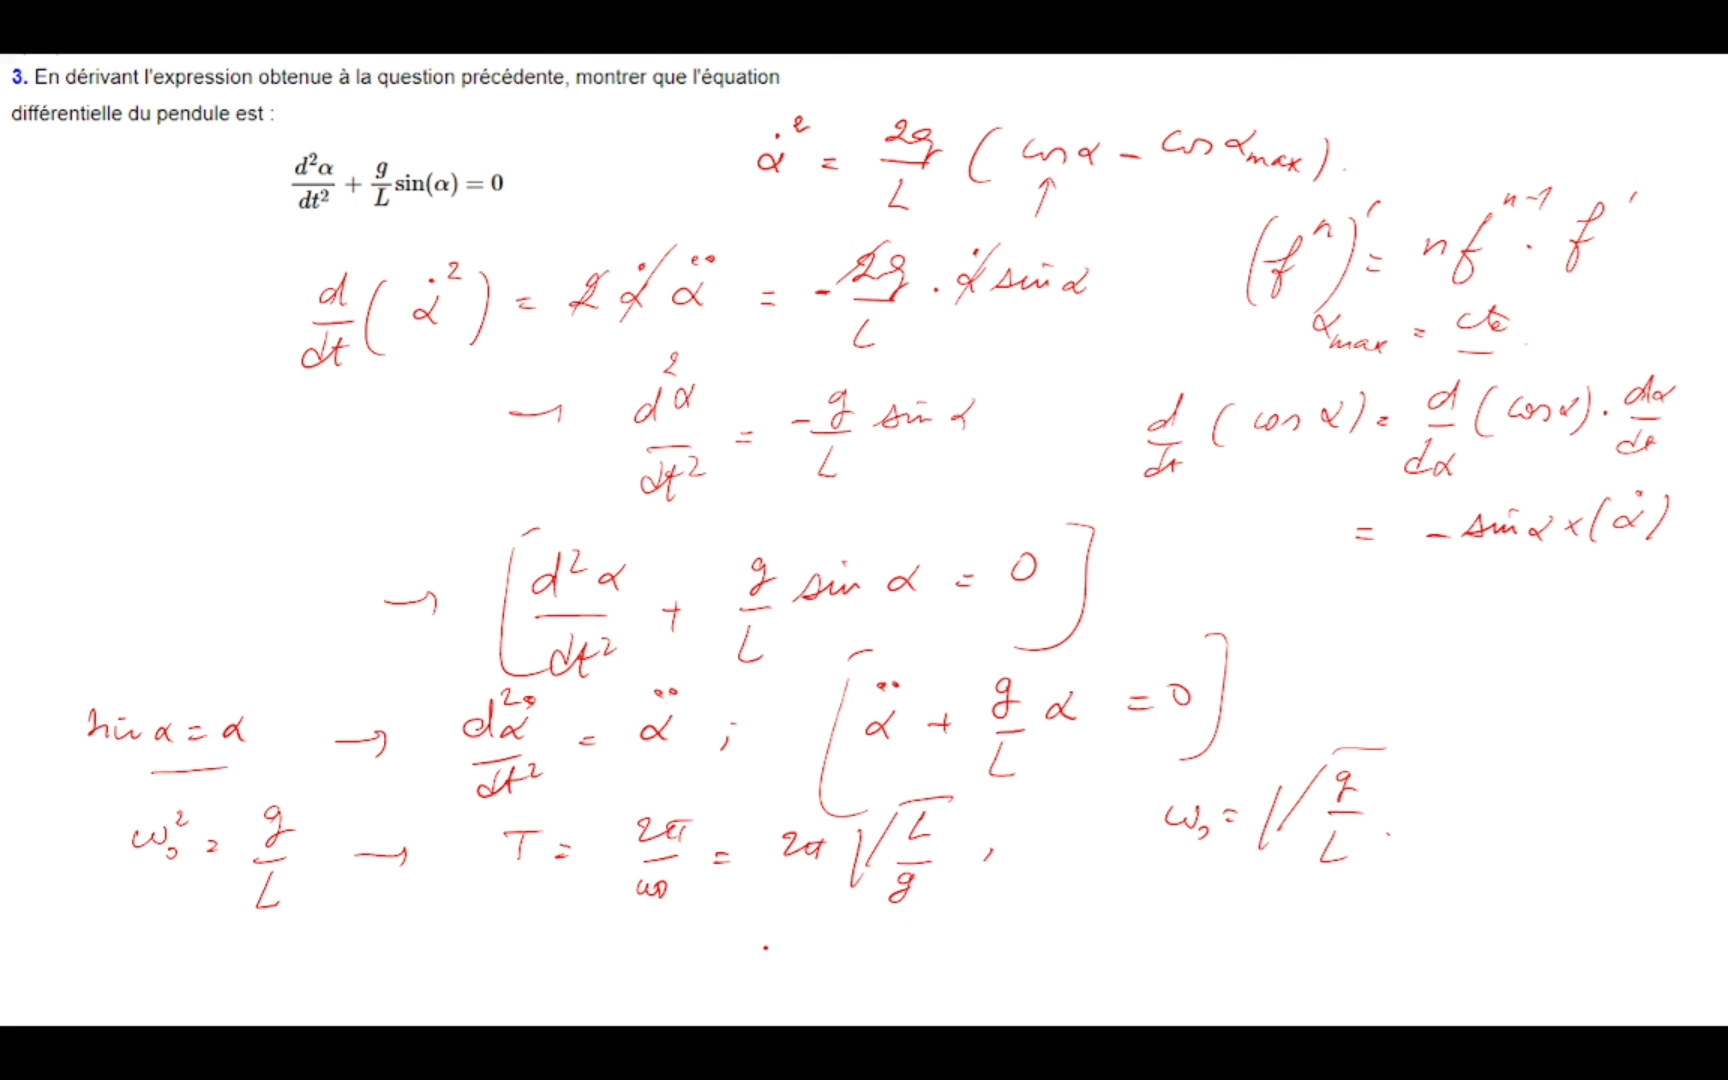 3. En dérivant l'expression obtenue à la question précédente, montrer que l'équation
différentielle du pendule est :
d²α/dt² + g/L sin(α) = 0
α̇² = 2g/L (cos α - cos α_max).
↑
(fⁿ)' = n fⁿ⁻¹ . f'
d/dt (α̇²) = 2 α̇ α̈ = - 2g/L . α̇ sin α
α_max = cte
→ d²α/dt² = - g/L sin α
d/dt (cos α) = d/dα (cos α) . dα/dt
= - sin α × (α̇)
→ [d²α/dt² + g/L sin α = 0]
sin α = α → d²α/dt² = α̈ ; [α̈ + g/L α = 0]
ω₀² = g/L → T = 2π/ω₀ = 2π √(L/g) , ω₀ = √(g/L) .